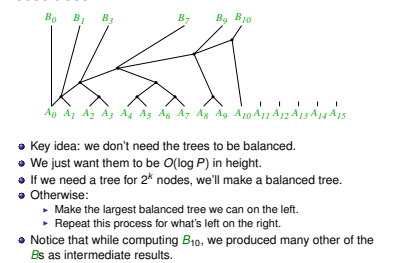 B0 B1 B3 B7 B9 B10
A0 A1 A2 A3 A4 A5 A6 A7 A8 A9 A10 A11 A12 A13 A14 A15
Key idea: we don't need the trees to be balanced.
We just want them to be O(log P) in height.
If we need a tree for 2^k nodes, we'll make a balanced tree.
Otherwise:
Make the largest balanced tree we can on the left.
Repeat this process for what's left on the right.
Notice that while computing B10, we produced many other of the
Bs as intermediate results.